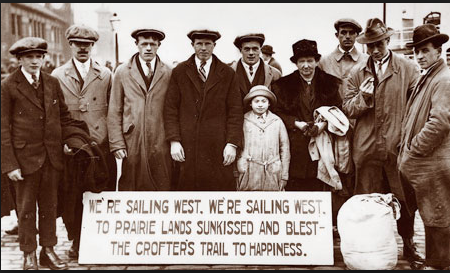 WE'RE SAILING WEST, WE'RE SAILING WEST,
TO PRAIRIE LANDS SUNKISSED AND BLEST-
THE CROFTER'S TRAIL TO HAPPINESS.